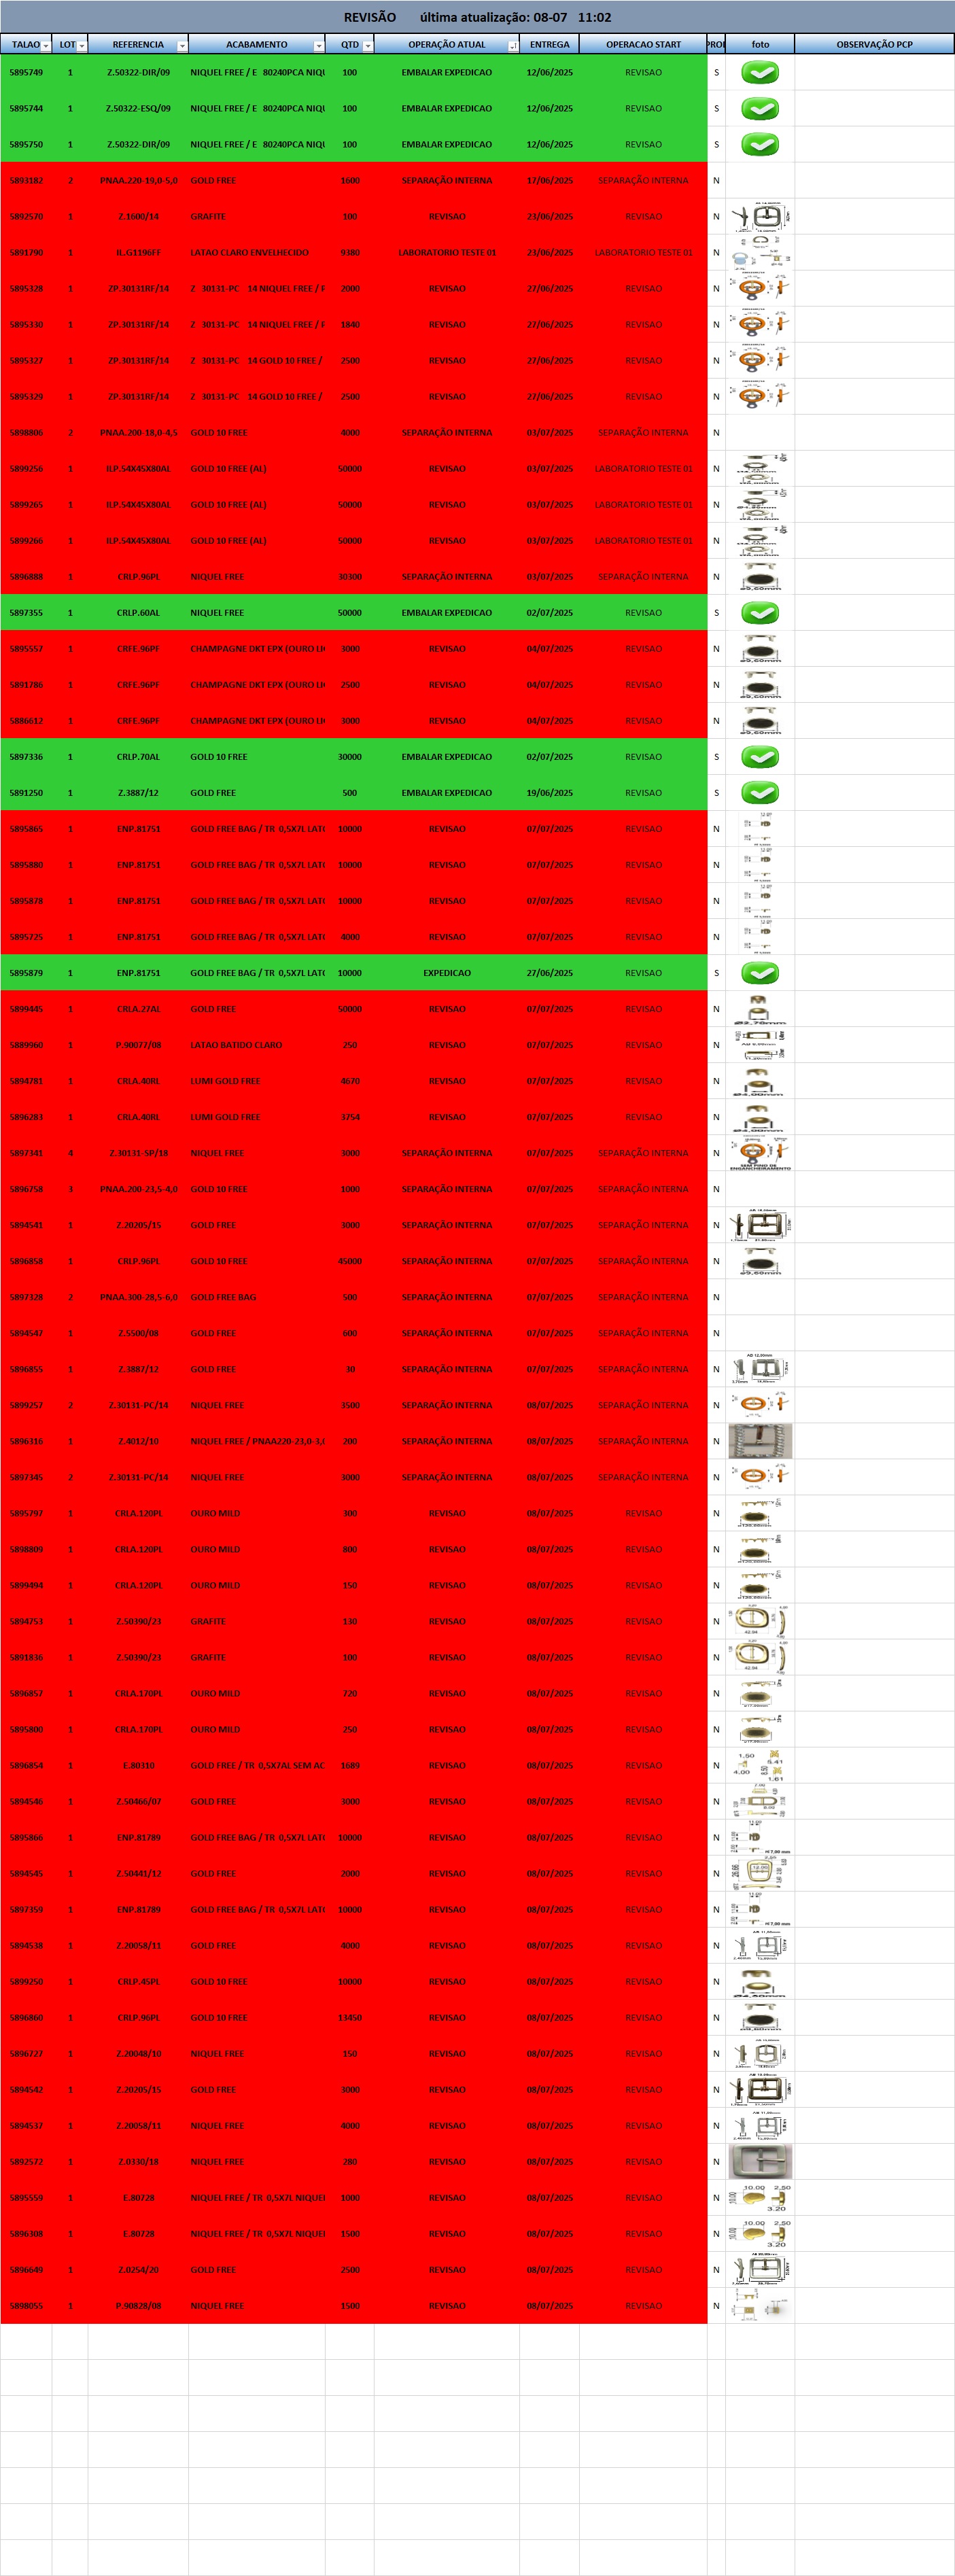 REVISÃO última atualização: 08-07 11:02
TALAO LOT REFERENCIA ACABAMENTO QTD OPERAÇÃO ATUAL ENTREGA OPERACAO START foto OBSERVAÇÃO PCP
5895749 1 Z.50322-DIR/09 NIQUEL FREE / E 80240PCA NIQU 100 EMBALAR EXPEDICAO 12/06/2025 REVISAO S
5895744 1 Z.50322-ESQ/09 NIQUEL FREE / E 80240PCA NIQU 100 EMBALAR EXPEDICAO 12/06/2025 REVISAO S
5895750 1 Z.50322-DIR/09 NIQUEL FREE / E 80240PCA NIQU 100 EMBALAR EXPEDICAO 12/06/2025 REVISAO S
5893182 2 PNAA.220-19,0-5,0 GOLD FREE 1600 SEPARAÇÃO INTERNA 17/06/2025 SEPARAÇÃO INTERNA N
5892570 1 Z.1600/14 GRAFITE 100 REVISAO 23/06/2025 REVISAO N
5891790 1 IL.G1196FF LATAO CLARO ENVELHECIDO 9380 LABORATORIO TESTE 01 23/06/2025 LABORATORIO TESTE 01 N
5895328 1 ZP.30131RF/14 Z 30131-PC 14 NIQUEL FREE / F 2000 REVISAO 27/06/2025 REVISAO N
5895330 1 ZP.30131RF/14 Z 30131-PC 14 NIQUEL FREE / F 1840 REVISAO 27/06/2025 REVISAO N
5895327 1 ZP.30131RF/14 Z 30131-PC 14 GOLD 10 FREE / 2500 REVISAO 27/06/2025 REVISAO N
5895329 1 ZP.30131RF/14 Z 30131-PC 14 GOLD 10 FREE / 2500 REVISAO 27/06/2025 REVISAO N
5898806 2 PNAA.200-18,0-4,5 GOLD 10 FREE 4000 SEPARAÇÃO INTERNA 03/07/2025 SEPARAÇÃO INTERNA N
5899256 1 ILP.54X45X80AL GOLD 10 FREE (AL) 50000 REVISAO 03/07/2025 LABORATORIO TESTE 01 N
5899265 1 ILP.54X45X80AL GOLD 10 FREE (AL) 50000 REVISAO 03/07/2025 LABORATORIO TESTE 01 N
5899266 1 ILP.54X45X80AL GOLD 10 FREE (AL) 50000 REVISAO 03/07/2025 LABORATORIO TESTE 01 N
5896888 1 CRLP.96PL NIQUEL FREE 30300 SEPARAÇÃO INTERNA 03/07/2025 SEPARAÇÃO INTERNA N
5897355 1 CRLP.60AL NIQUEL FREE 50000 EMBALAR EXPEDICAO 02/07/2025 REVISAO S
5895557 1 CRFE.96PF CHAMPAGNE DKT EPX (OURO LIG 3000 REVISAO 04/07/2025 REVISAO N
5891786 1 CRFE.96PF CHAMPAGNE DKT EPX (OURO LIG 2500 REVISAO 04/07/2025 REVISAO N
5886612 1 CRFE.96PF CHAMPAGNE DKT EPX (OURO LIG 3000 REVISAO 04/07/2025 REVISAO N
5897336 1 CRLP.70AL GOLD 10 FREE 30000 EMBALAR EXPEDICAO 02/07/2025 REVISAO S
5891250 1 Z.3887/12 GOLD FREE 500 EMBALAR EXPEDICAO 19/06/2025 REVISAO S
5895865 1 ENP.81751 GOLD FREE BAG / TR 0,5X7L LATO 10000 REVISAO 07/07/2025 REVISAO N
5895880 1 ENP.81751 GOLD FREE BAG / TR 0,5X7L LATO 10000 REVISAO 07/07/2025 REVISAO N
5895878 1 ENP.81751 GOLD FREE BAG / TR 0,5X7L LATO 10000 REVISAO 07/07/2025 REVISAO N
5895725 1 ENP.81751 GOLD FREE BAG / TR 0,5X7L LATO 4000 REVISAO 07/07/2025 REVISAO N
5895879 1 ENP.81751 GOLD FREE BAG / TR 0,5X7L LATO 10000 EXPEDICAO 27/06/2025 REVISAO S
5899445 1 CRLA.27AL GOLD FREE 50000 REVISAO 07/07/2025 REVISAO N
5889960 1 P.90077/08 LATAO BATIDO CLARO 250 REVISAO 07/07/2025 REVISAO N
5894781 1 CRLA.40RL LUMI GOLD FREE 4670 REVISAO 07/07/2025 REVISAO N
5896283 1 CRLA.40RL LUMI GOLD FREE 3754 REVISAO 07/07/2025 REVISAO N
5897341 4 Z.30131-SP/18 NIQUEL FREE 3000 SEPARAÇÃO INTERNA 07/07/2025 SEPARAÇÃO INTERNA N SEM PINO DE ENGANCHEIRAMENTO
5896758 3 PNAA.200-23,5-4,0 GOLD 10 FREE 1000 SEPARAÇÃO INTERNA 07/07/2025 SEPARAÇÃO INTERNA N
5894541 1 Z.20205/15 GOLD FREE 3000 SEPARAÇÃO INTERNA 07/07/2025 SEPARAÇÃO INTERNA N
5896858 1 CRLP.96PL GOLD 10 FREE 45000 SEPARAÇÃO INTERNA 07/07/2025 SEPARAÇÃO INTERNA N
5897328 2 PNAA.300-28,5-6,0 GOLD FREE BAG 500 SEPARAÇÃO INTERNA 07/07/2025 SEPARAÇÃO INTERNA N
5894547 1 Z.5500/08 GOLD FREE 600 SEPARAÇÃO INTERNA 07/07/2025 SEPARAÇÃO INTERNA N
5896855 1 Z.3887/12 GOLD FREE 30 SEPARAÇÃO INTERNA 07/07/2025 SEPARAÇÃO INTERNA N
5899257 2 Z.30131-PC/14 NIQUEL FREE 3500 SEPARAÇÃO INTERNA 08/07/2025 SEPARAÇÃO INTERNA N
5896316 1 Z.4012/10 NIQUEL FREE / PNAA220-23,0-3,0 200 SEPARAÇÃO INTERNA 08/07/2025 SEPARAÇÃO INTERNA N
5897345 2 Z.30131-PC/14 NIQUEL FREE 3000 SEPARAÇÃO INTERNA 08/07/2025 SEPARAÇÃO INTERNA N
5895797 1 CRLA.120PL OURO MILD 300 REVISAO 08/07/2025 REVISAO N
5898809 1 CRLA.120PL OURO MILD 800 REVISAO 08/07/2025 REVISAO N
5899494 1 CRLA.120PL OURO MILD 150 REVISAO 08/07/2025 REVISAO N
5894753 1 Z.50390/23 GRAFITE 130 REVISAO 08/07/2025 REVISAO N
5891836 1 Z.50390/23 GRAFITE 100 REVISAO 08/07/2025 REVISAO N
5896857 1 CRLA.170PL OURO MILD 720 REVISAO 08/07/2025 REVISAO N
5895800 1 CRLA.170PL OURO MILD 250 REVISAO 08/07/2025 REVISAO N
5896854 1 E.80310 GOLD FREE / TR 0,5X7AL SEM AC 1689 REVISAO 08/07/2025 REVISAO N
5894546 1 Z.50466/07 GOLD FREE 3000 REVISAO 08/07/2025 REVISAO N
5895866 1 ENP.81789 GOLD FREE BAG / TR 0,5X7L LATO 10000 REVISAO 08/07/2025 REVISAO N
5894545 1 Z.50441/12 GOLD FREE 2000 REVISAO 08/07/2025 REVISAO N
5897359 1 ENP.81789 GOLD FREE BAG / TR 0,5X7L LATO 10000 REVISAO 08/07/2025 REVISAO N
5894538 1 Z.20058/11 GOLD FREE 4000 REVISAO 08/07/2025 REVISAO N
5899250 1 CRLP.45PL GOLD 10 FREE 10000 REVISAO 08/07/2025 REVISAO N
5896860 1 CRLP.96PL GOLD 10 FREE 13450 REVISAO 08/07/2025 REVISAO N
5896727 1 Z.20048/10 NIQUEL FREE 150 REVISAO 08/07/2025 REVISAO N
5894542 1 Z.20205/15 GOLD FREE 3000 REVISAO 08/07/2025 REVISAO N
5894537 1 Z.20058/11 NIQUEL FREE 4000 REVISAO 08/07/2025 REVISAO N
5892572 1 Z.0330/18 NIQUEL FREE 280 REVISAO 08/07/2025 REVISAO N
5895559 1 E.80728 NIQUEL FREE / TR 0,5X7L NIQUEI 1000 REVISAO 08/07/2025 REVISAO N 10.00 10.00 2.50 3.20
5896308 1 E.80728 NIQUEL FREE / TR 0,5X7L NIQUEI 1500 REVISAO 08/07/2025 REVISAO N 10.00 10.00 2.50 3.20
5896649 1 Z.0254/20 GOLD FREE 2500 REVISAO 08/07/2025 REVISAO N
5898055 1 P.90828/08 NIQUEL FREE 1500 REVISAO 08/07/2025 REVISAO N